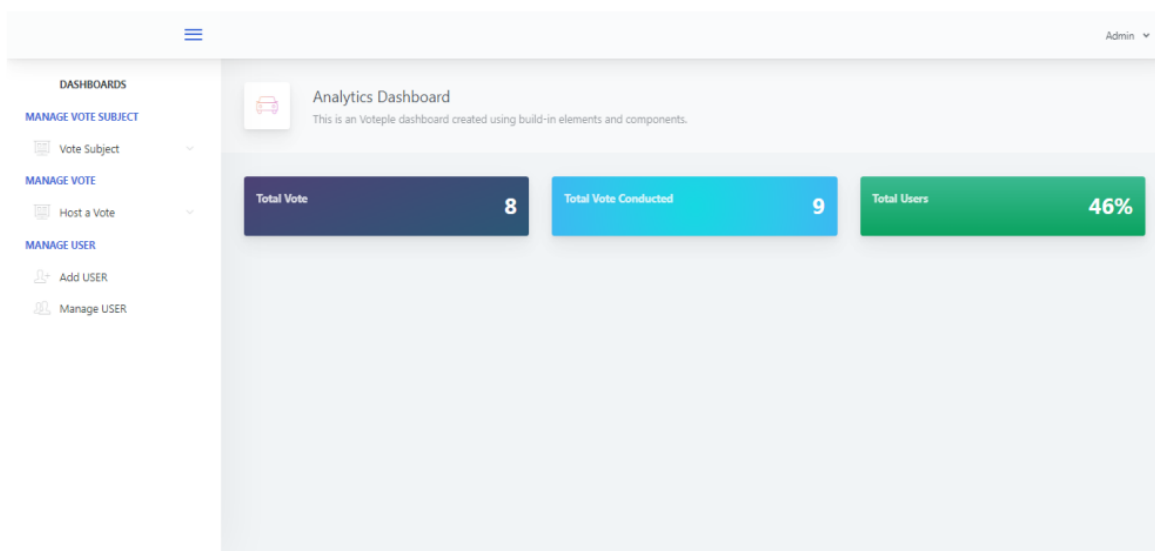 Admin
DASHBOARDS
MANAGE VOTE SUBJECT
Vote Subject
MANAGE VOTE
Host a Vote
MANAGE USER
Add USER
Manage USER
Analytics Dashboard
This is an Voteple dashboard created using build-in elements and components.
Total Vote
8
Total Vote Conducted
9
Total Users
46%